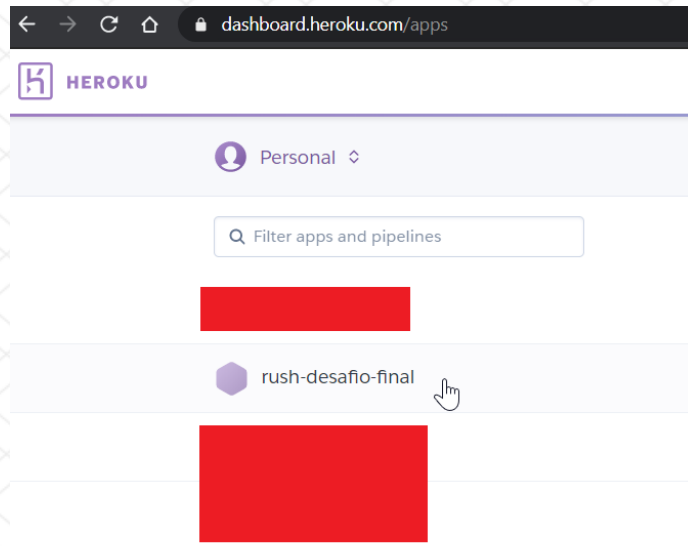 dashboard.heroku.com/apps
HEROKU
Personal
Filter apps and pipelines
rush-desafio-final